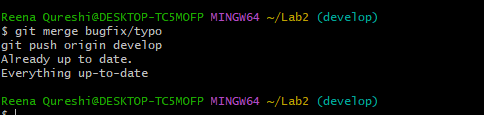 Reena Qureshi@DESKTOP-TC5MOFP MINGW64 ~/Lab2 (develop)
$ git merge bugfix/typo
git push origin develop
Already up to date.
Everything up-to-date
Reena Qureshi@DESKTOP-TC5MOFP MINGW64 ~/Lab2 (develop)
$